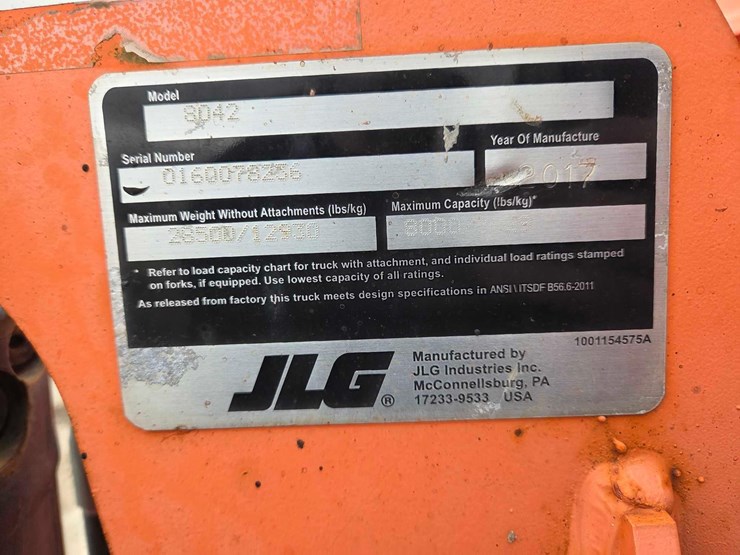 Model
8D42
Serial Number
Year Of Manufacture
0160078256
2017
Maximum Weight Without Attachments (lbs/kg)
Maximum Capacity (lbs/kg)*
28500/12930
* Refer to load capacity chart for truck with attachment, and individual load ratings stamped
on forks, if equipped. Use lowest capacity of all ratings.
As released from factory this truck meets design specifications in ANSI \ ITSDF B56.6-2011
1001154575A
JLG ®
Manufactured by
JLG Industries Inc.
McConnellsburg, PA
17233-9533 USA